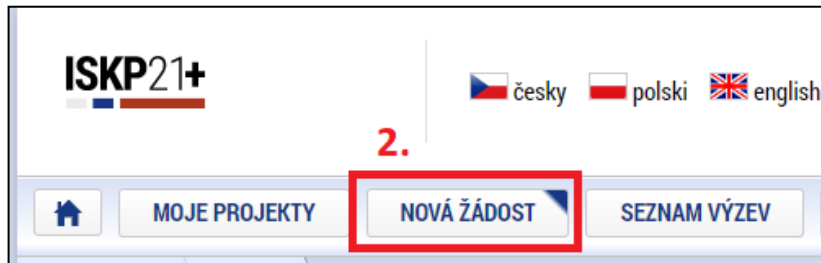 ISKP21+
česky polski english
2.
MOJE PROJEKTY NOVÁ ŽÁDOST SEZNAM VÝZEV